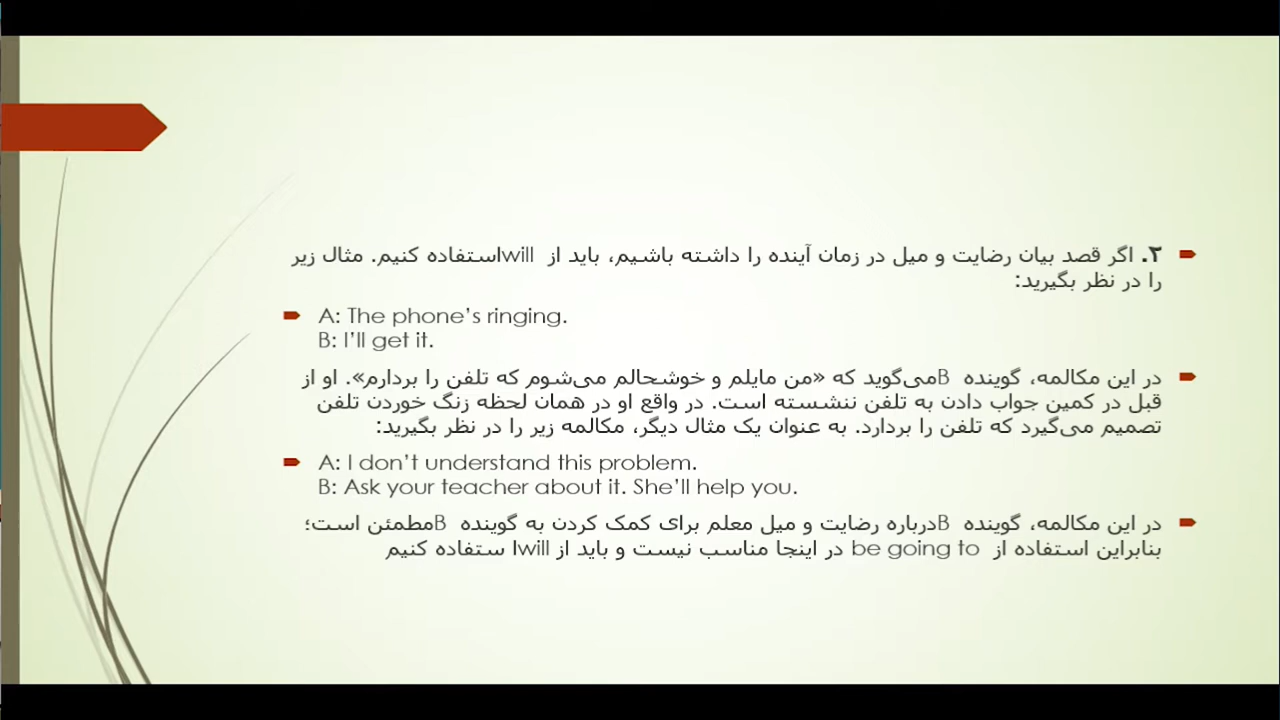 ۲. اگر قصد بیان رضایت و میل در زمان آینده را داشته باشیم، باید از willاستفاده کنیم. مثال زیر
را در نظر بگیرید:
A: The phone’s ringing.
B: I’ll get it.
در این مکالمه، گوینده Bمی‌گوید که «من مایلم و خوشحالم می‌شوم که تلفن را بردارم». او از
قبل در کمین جواب دادن به تلفن ننشسته است. در واقع او در همان لحظه زنگ خوردن تلفن
تصمیم می‌گیرد که تلفن را بردارد. به عنوان یک مثال دیگر، مکالمه زیر را در نظر بگیرید:
A: I don’t understand this problem.
B: Ask your teacher about it. She’ll help you.
در این مکالمه، گوینده Bدرباره رضایت و میل معلم برای کمک کردن به گوینده Bمطمئن است؛
بنابراین استفاده از be going to در اینجا مناسب نیست و باید از willا ستفاده کنیم